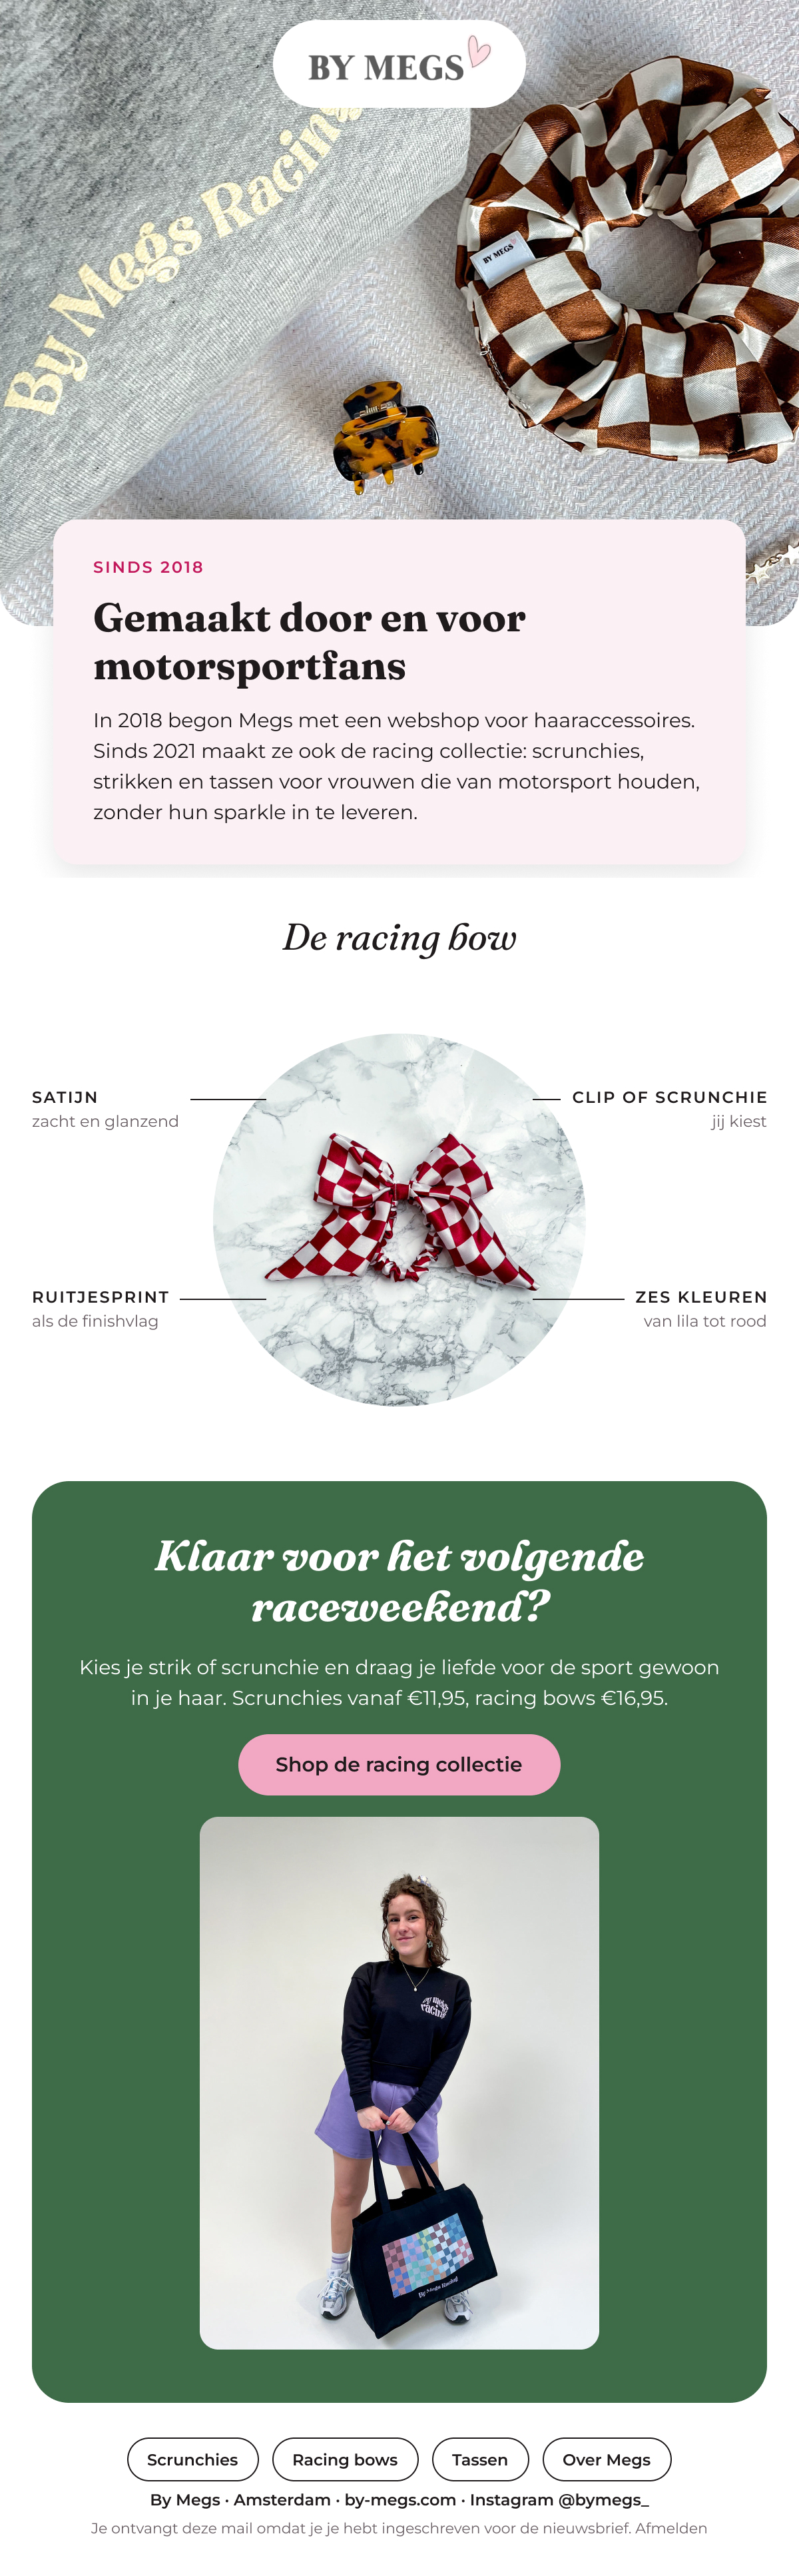 BY MEGS
By Megs Racing
BY MEGS
SINDS 2018
Gemaakt door en voor
motorsportfans
In 2018 begon Megs met een webshop voor haaraccessoires.
Sinds 2021 maakt ze ook de racing collectie: scrunchies,
strikken en tassen voor vrouwen die van motorsport houden,
zonder hun sparkle in te leveren.
De racing bow
SATIJN
zacht en glanzend
CLIP OF SCRUNCHIE
jij kiest
RUITJESPRINT
als de finishvlag
ZES KLEUREN
van lila tot rood
Klaar voor het volgende
raceweekend?
Kies je strik of scrunchie en draag je liefde voor de sport gewoon
in je haar. Scrunchies vanaf €11,95, racing bows €16,95.
Shop de racing collectie
By Megs Racing
Scrunchies
Racing bows
Tassen
Over Megs
By Megs · Amsterdam · by-megs.com · Instagram @bymegs_
Je ontvangt deze mail omdat je je hebt ingeschreven voor de nieuwsbrief. Afmelden